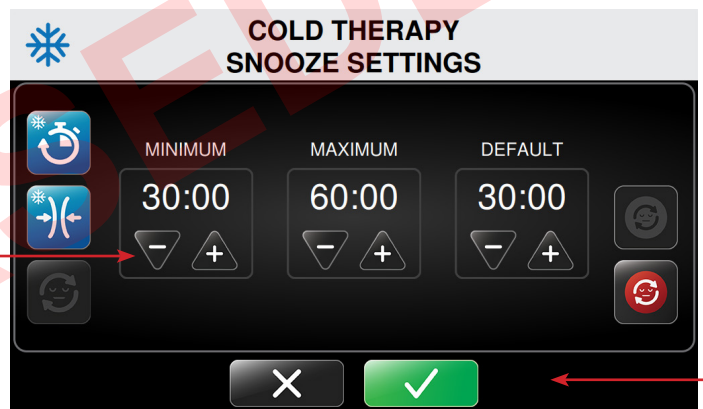 COLD THERAPY
SNOOZE SETTINGS
MINIMUM MAXIMUM DEFAULT
30:00 60:00 30:00
- + - + - +